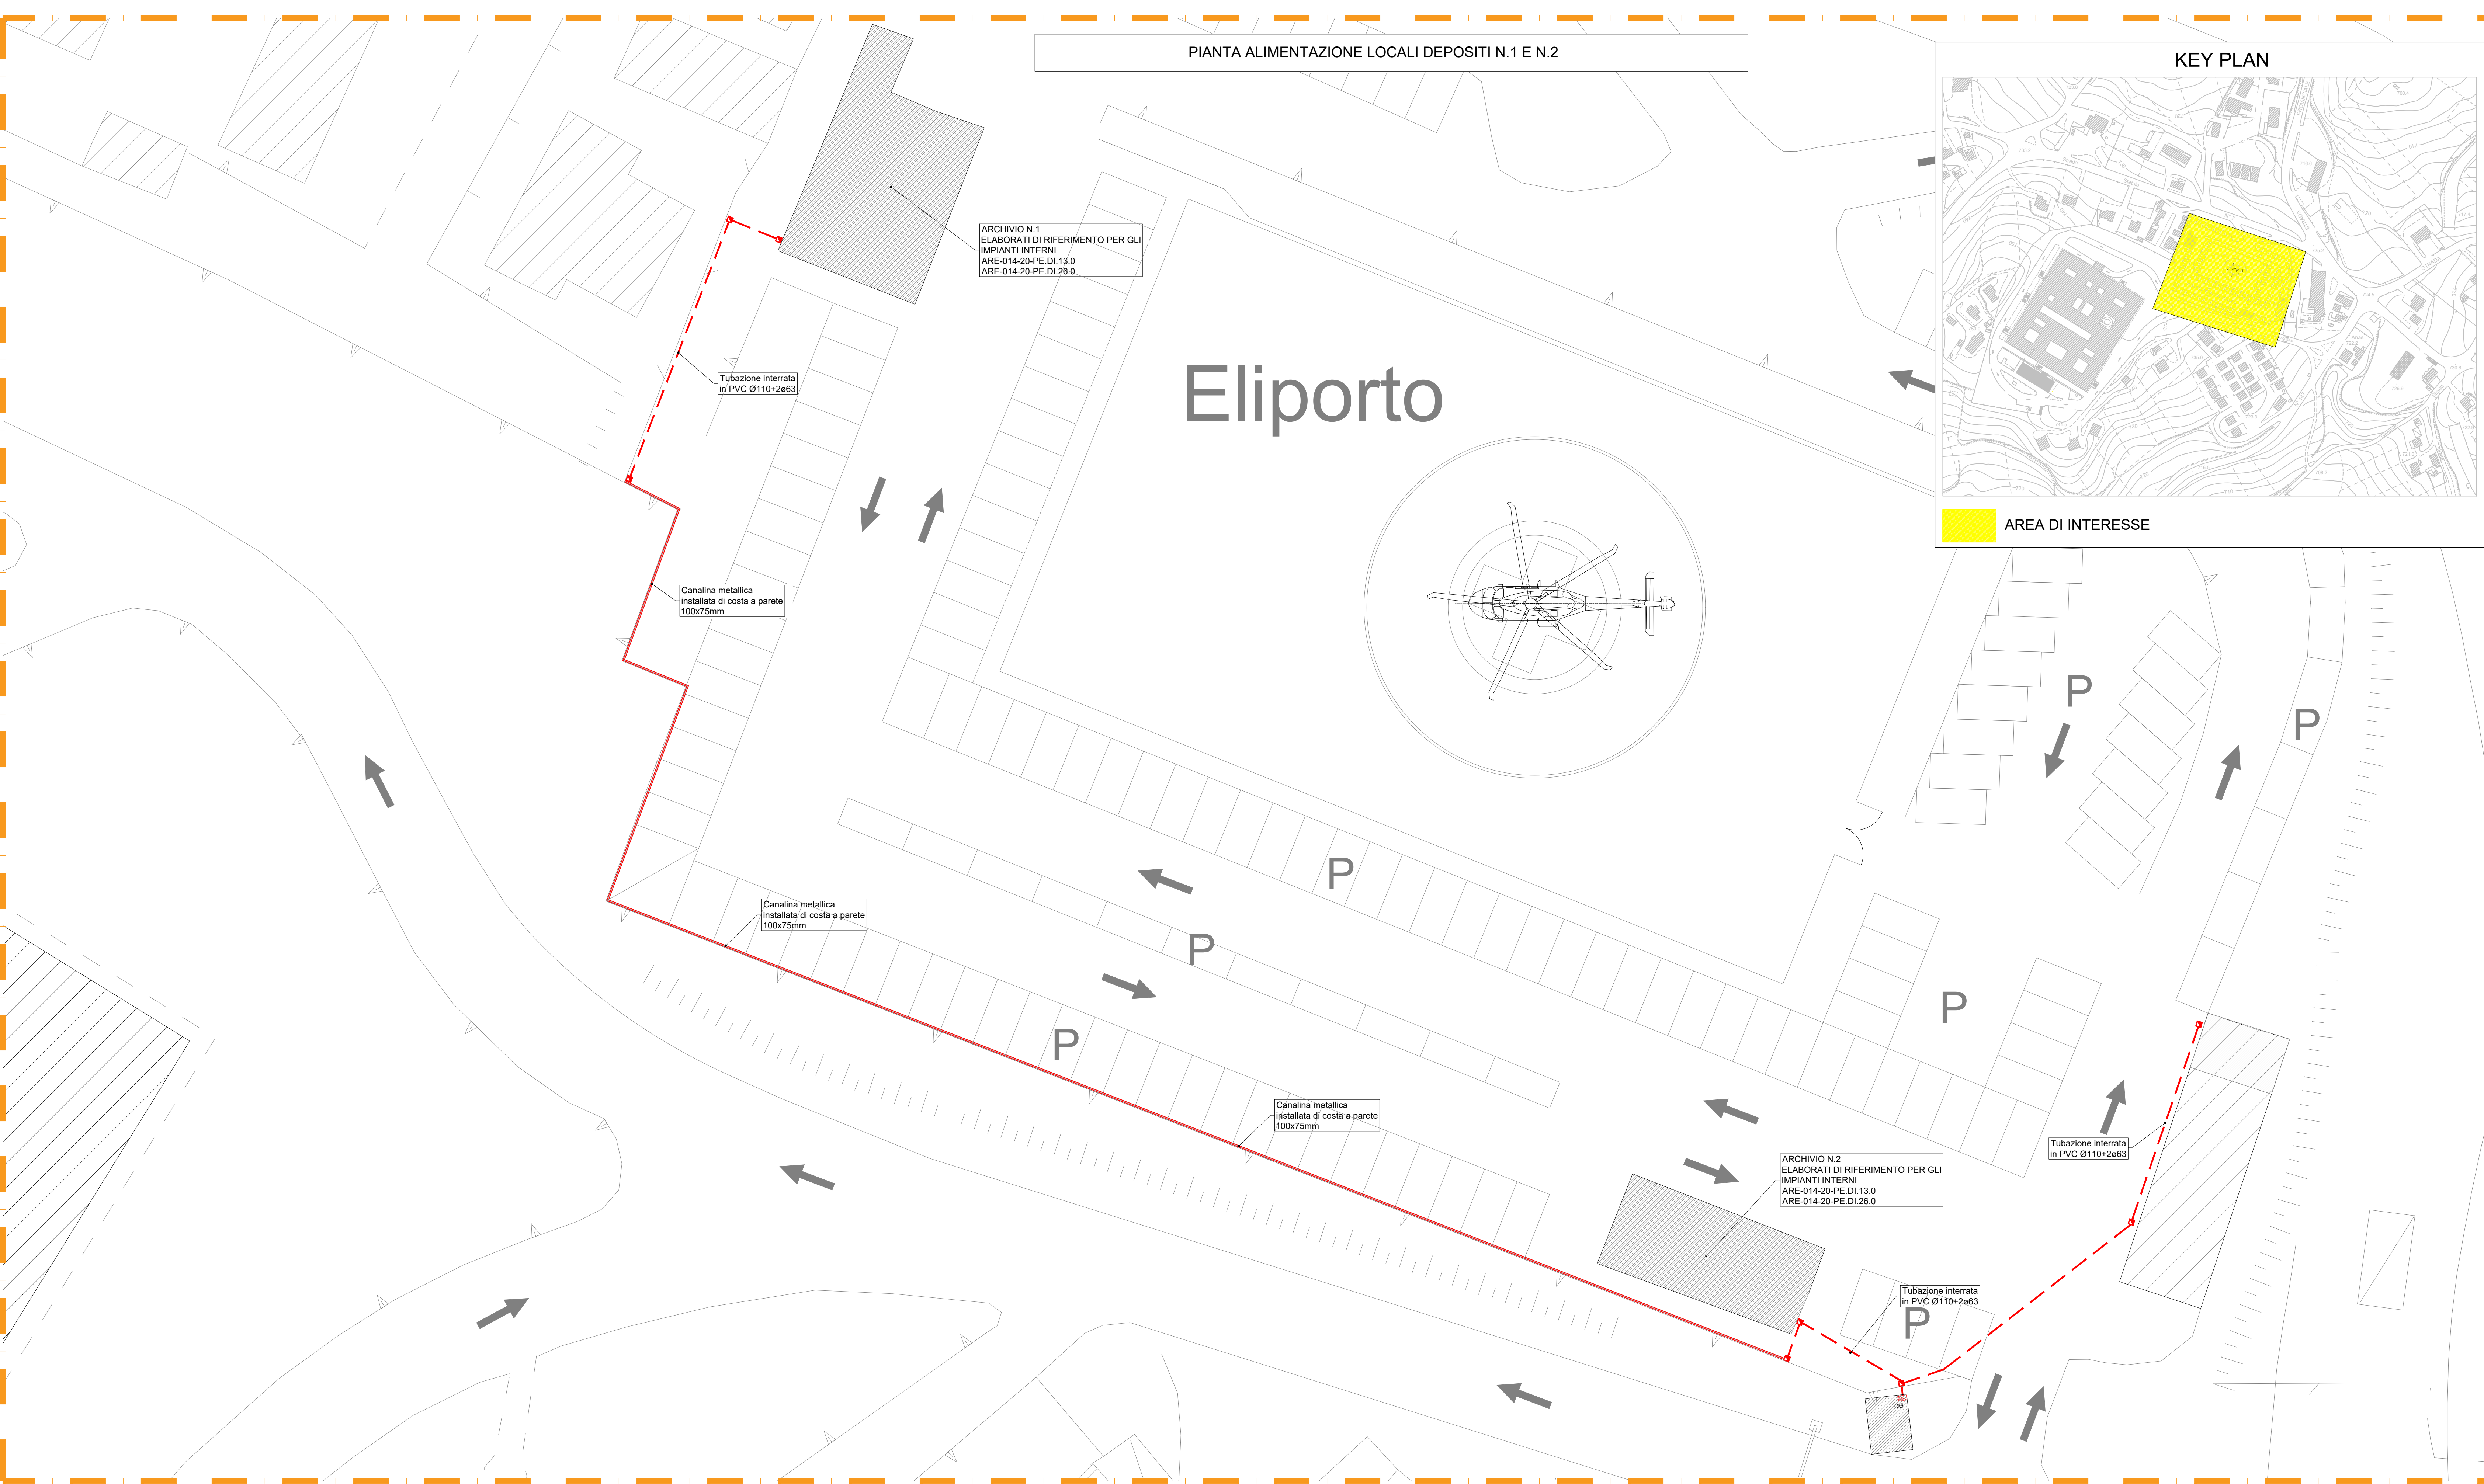 PIANTA ALIMENTAZIONE LOCALI DEPOSITI N.1 E N.2
KEY PLAN
AREA DI INTERESSE
ARCHIVIO N.1
ELABORATI DI RIFERIMENTO PER GLI
IMPIANTI INTERNI
ARE-014-20-PE.DI.13.0
ARE-014-20-PE.DI.26.0
Tubazione interrata
in PVC Ø110+2ø63
Eliporto
Canalina metallica
installata di costa a parete
100x75mm
P
P
P
Canalina metallica
installata di costa a parete
100x75mm
P
P
P
Canalina metallica
installata di costa a parete
100x75mm
Tubazione interrata
in PVC Ø110+2ø63
ARCHIVIO N.2
ELABORATI DI RIFERIMENTO PER GLI
IMPIANTI INTERNI
ARE-014-20-PE.DI.13.0
ARE-014-20-PE.DI.26.0
Tubazione interrata
in PVC Ø110+2ø63
P
QG